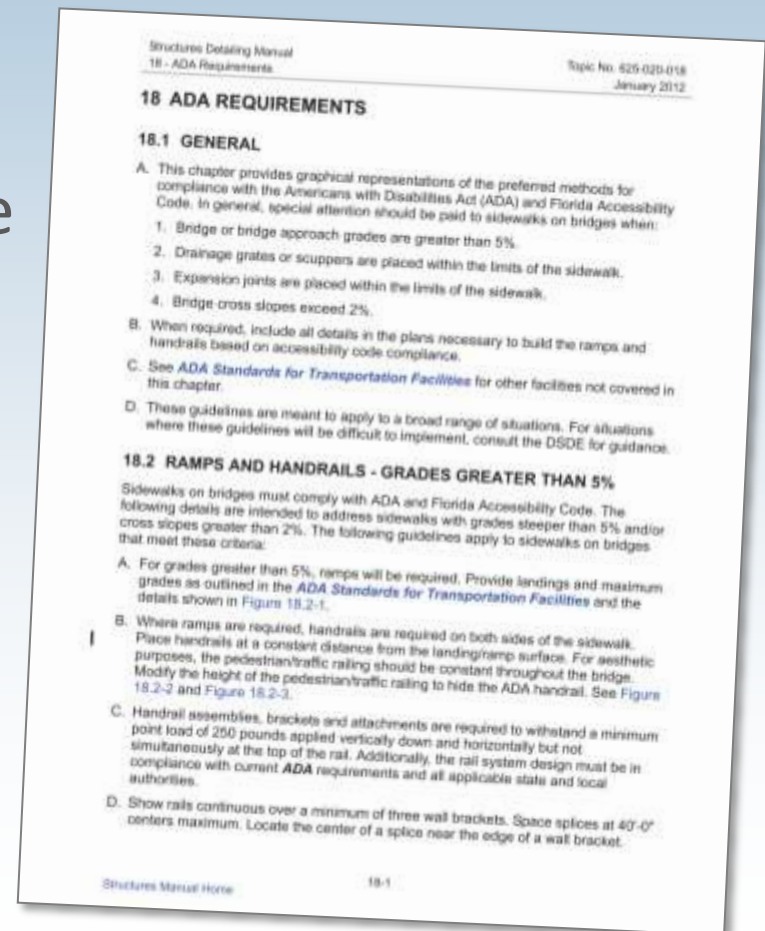 e
Structures Detailing Manual
18 - ADA Requirements
Topic No. 625-020-018
January 2012
18 ADA REQUIREMENTS
18.1 GENERAL
A. This chapter provides graphical representations of the preferred methods for
compliance with the Americans with Disabilities Act (ADA) and Florida Accessibility
Code. In general, special attention should be paid to sidewalks on bridges when:
1. Bridge or bridge approach grades are greater than 5%.
2. Drainage grates or scuppers are placed within the limits of the sidewalk.
3. Expansion joints are placed within the limits of the sidewalk.
4. Bridge cross slopes exceed 2%.
B. When required, include all details in the plans necessary to build the ramps and
handrails based on accessibility code compliance.
C. See ADA Standards for Transportation Facilities for other facilities not covered in
this chapter.
D. These guidelines are meant to apply to a broad range of situations. For situations
where these guidelines will be difficult to implement, consult the DSDE for guidance.
18.2 RAMPS AND HANDRAILS - GRADES GREATER THAN 5%
Sidewalks on bridges must comply with ADA and Florida Accessibility Code. The
following details are intended to address sidewalks with grades steeper than 5% and/or
cross slopes greater than 2%. The following guidelines apply to sidewalks on bridges
that meet these criteria:
A. For grades greater than 5%, ramps will be required. Provide landings and maximum
grades as outlined in the ADA Standards for Transportation Facilities and the
details shown in Figure 18.2-1.
B. Where ramps are required, handrails are required on both sides of the sidewalk.
Place handrails at a constant distance from the landing/ramp surface. For aesthetic
purposes, the pedestrian/traffic railing should be constant throughout the bridge.
Modify the height of the pedestrian/traffic railing to hide the ADA handrail. See Figure
18.2-2 and Figure 18.2-3.
C. Handrail assemblies, brackets and attachments are required to withstand a minimum
point load of 250 pounds applied vertically down and horizontally but not
simultaneously at the top of the rail. Additionally, the rail system design must be in
compliance with current ADA requirements and all applicable state and local
authorities.
D. Show rails continuous over a minimum of three wall brackets. Space splices at 40'-0"
centers maximum. Locate the center of a splice near the edge of a wall bracket.
Structures Manual Home
18-1